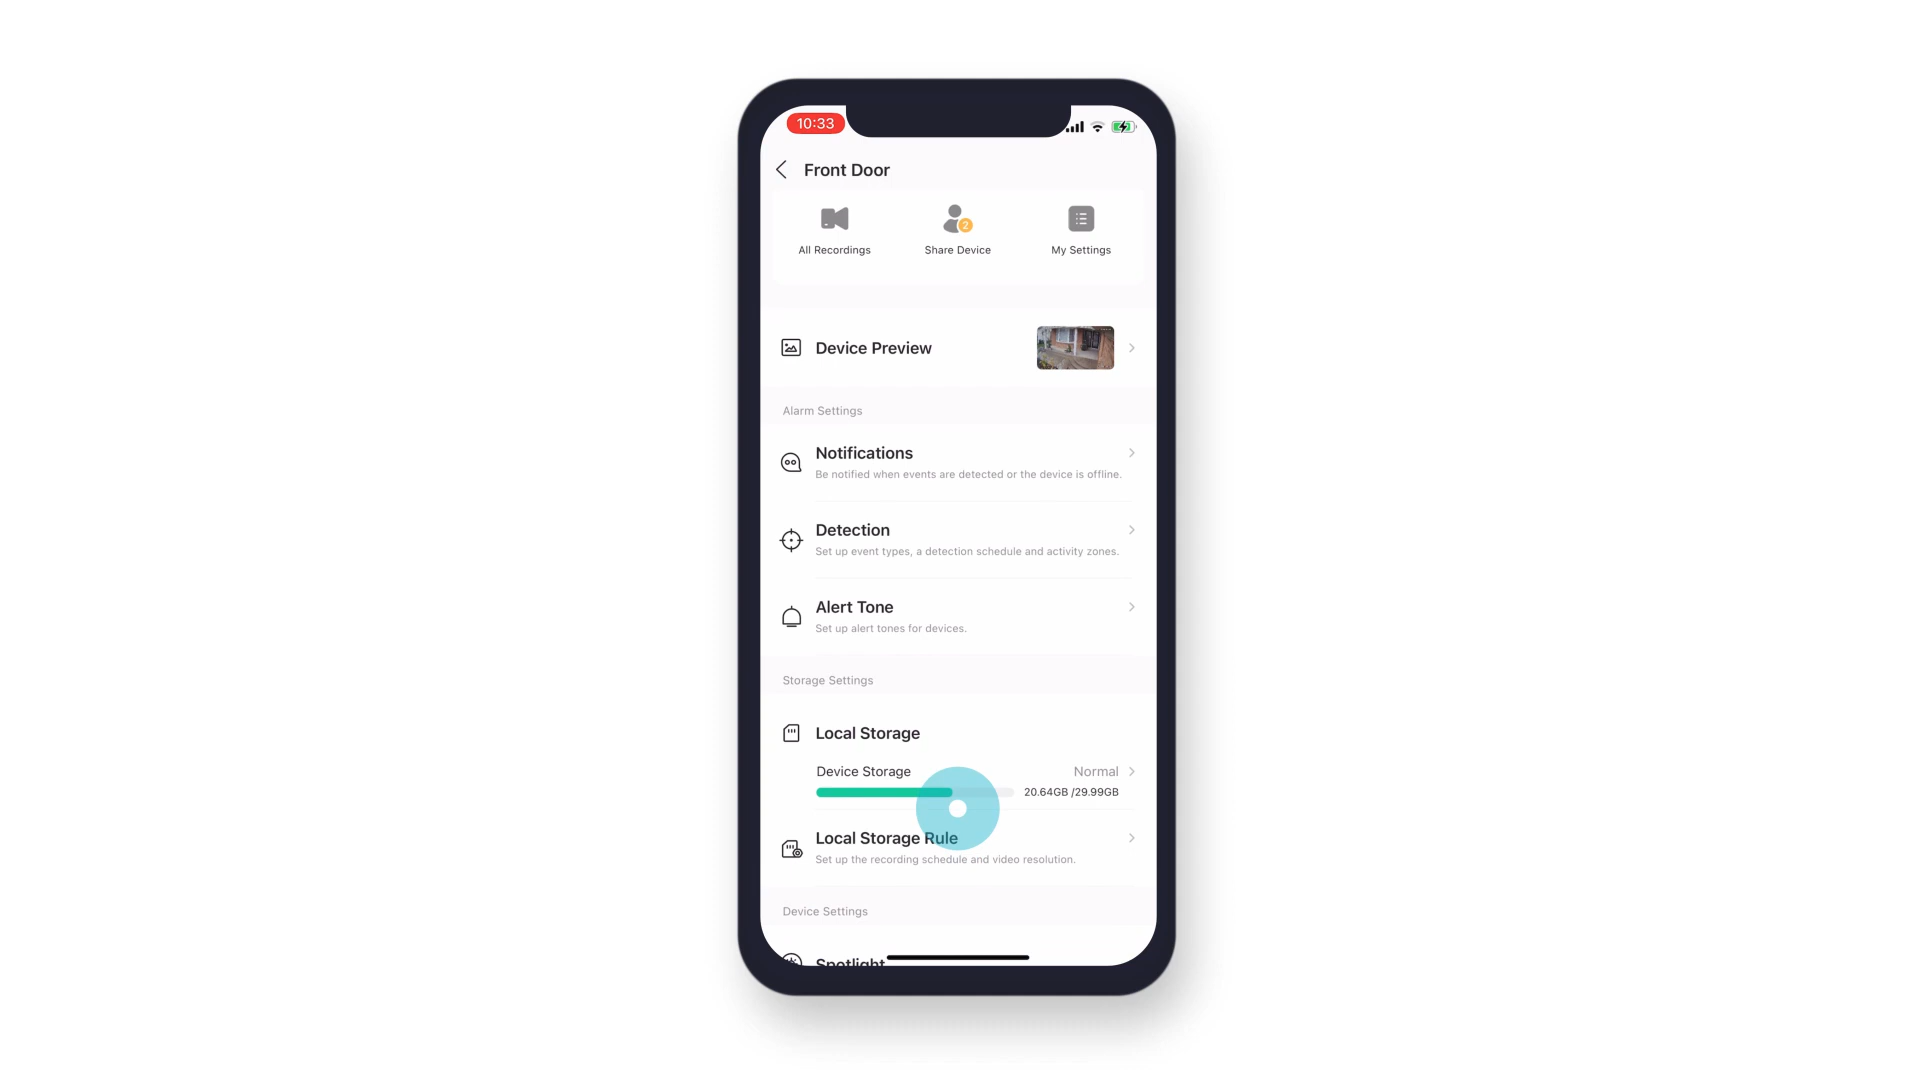 10:33
Front Door
2
All Recordings
Share Device
My Settings
Device Preview
Alarm Settings
Notifications
Be notified when events are detected or the device is offline.
Detection
Set up event types, a detection schedule and activity zones.
Alert Tone
Set up alert tones for devices.
Storage Settings
Local Storage
Device Storage
Normal
20.64GB /29.99GB
Local Storage Rule
Set up the recording schedule and video resolution.
Device Settings
Spotlight